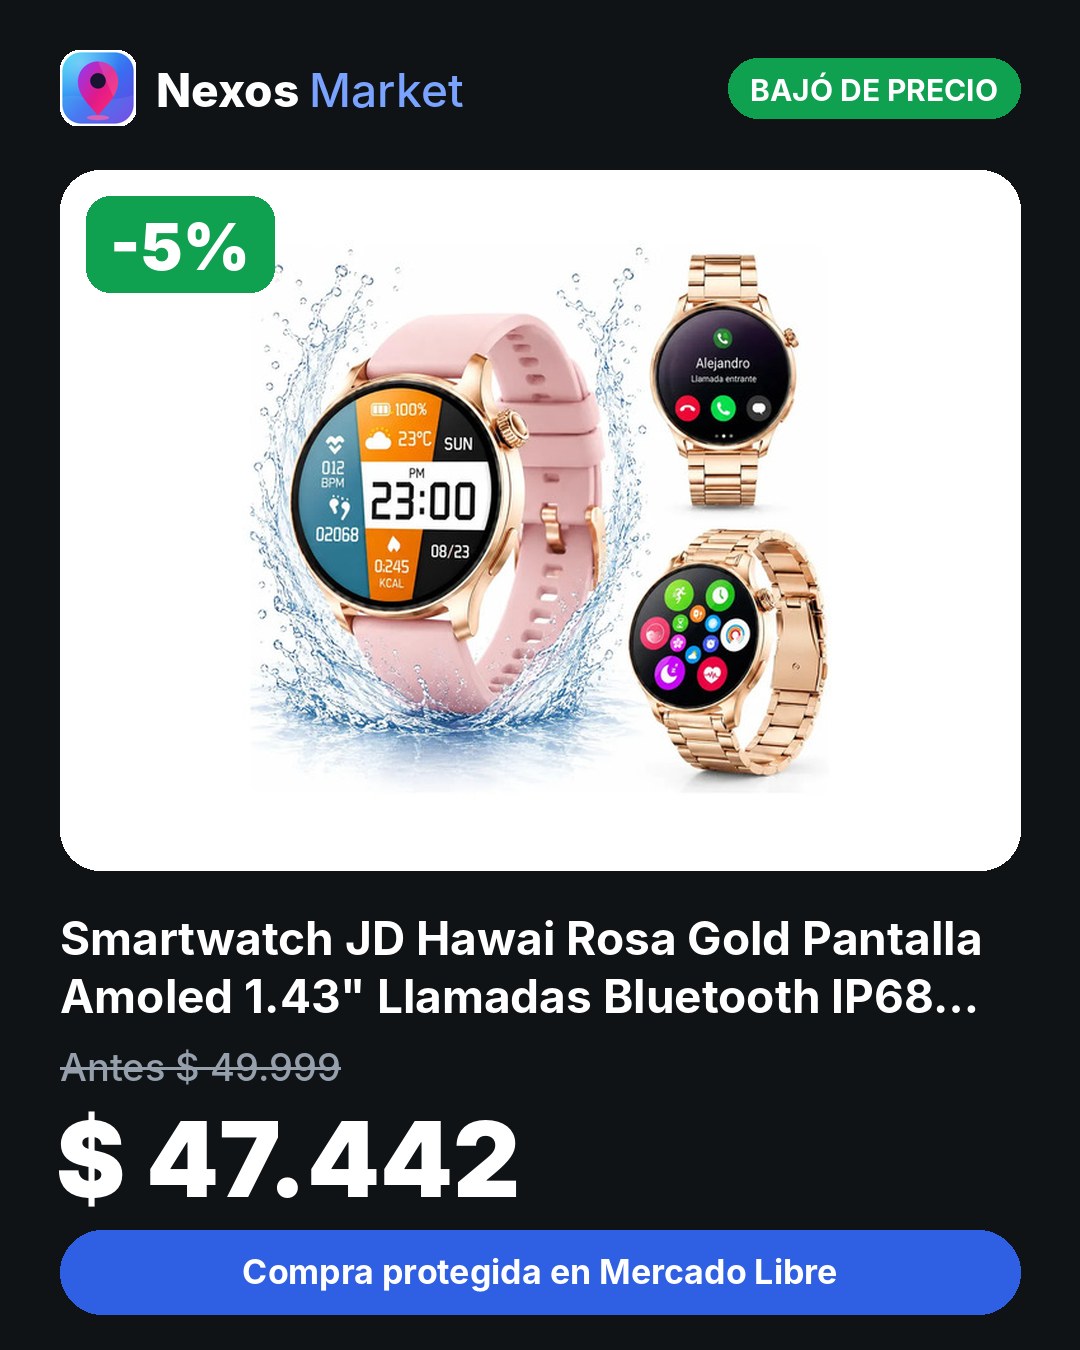 Nexos Market
BAJÓ DE PRECIO
-5%
100%
23°C
SUN
012
BPM
PM
23:00
02068
0.245
KCAL
08/23
Alejandro
Llamada entrante
Smartwatch JD Hawai Rosa Gold Pantalla
Amoled 1.43" Llamadas Bluetooth IP68...
Antes $ 49.999
$ 47.442
Compra protegida en Mercado Libre